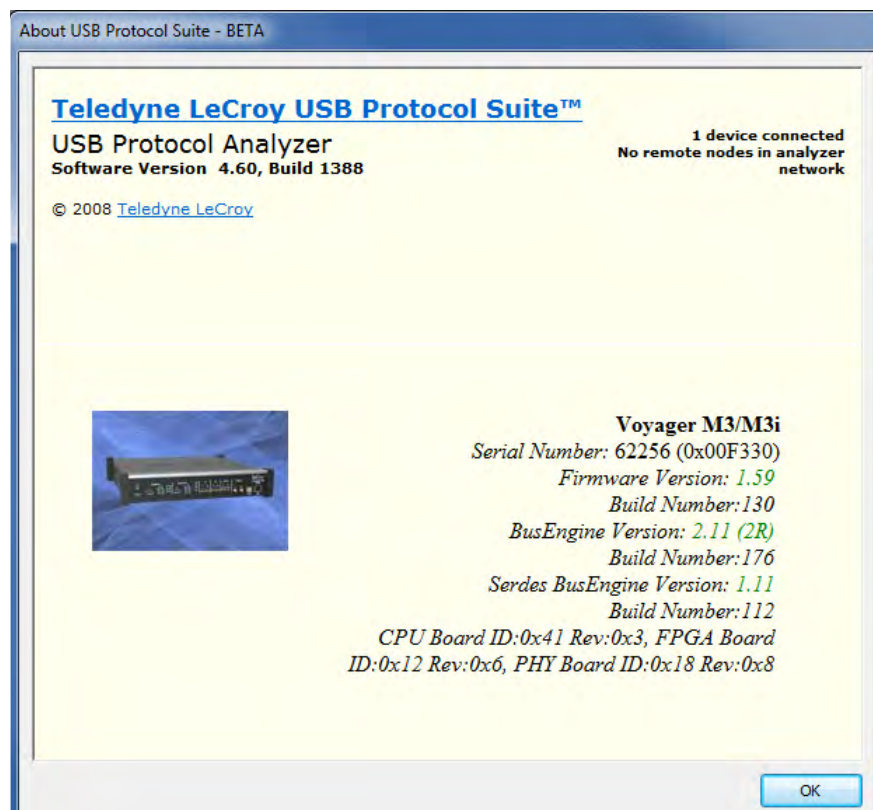 About USB Protocol Suite - BETA
Teledyne LeCroy USB Protocol Suite™
USB Protocol Analyzer
Software Version 4.60, Build 1388
1 device connected
No remote nodes in analyzer
network
© 2008 Teledyne LeCroy
Voyager M3/M3i
Serial Number: 62256 (0x00F330)
Firmware Version: 1.59
Build Number:130
BusEngine Version: 2.11 (2R)
Build Number:176
Serdes BusEngine Version: 1.11
Build Number:112
CPU Board ID:0x41 Rev:0x3, FPGA Board
ID:0x12 Rev:0x6, PHY Board ID:0x18 Rev:0x8
OK